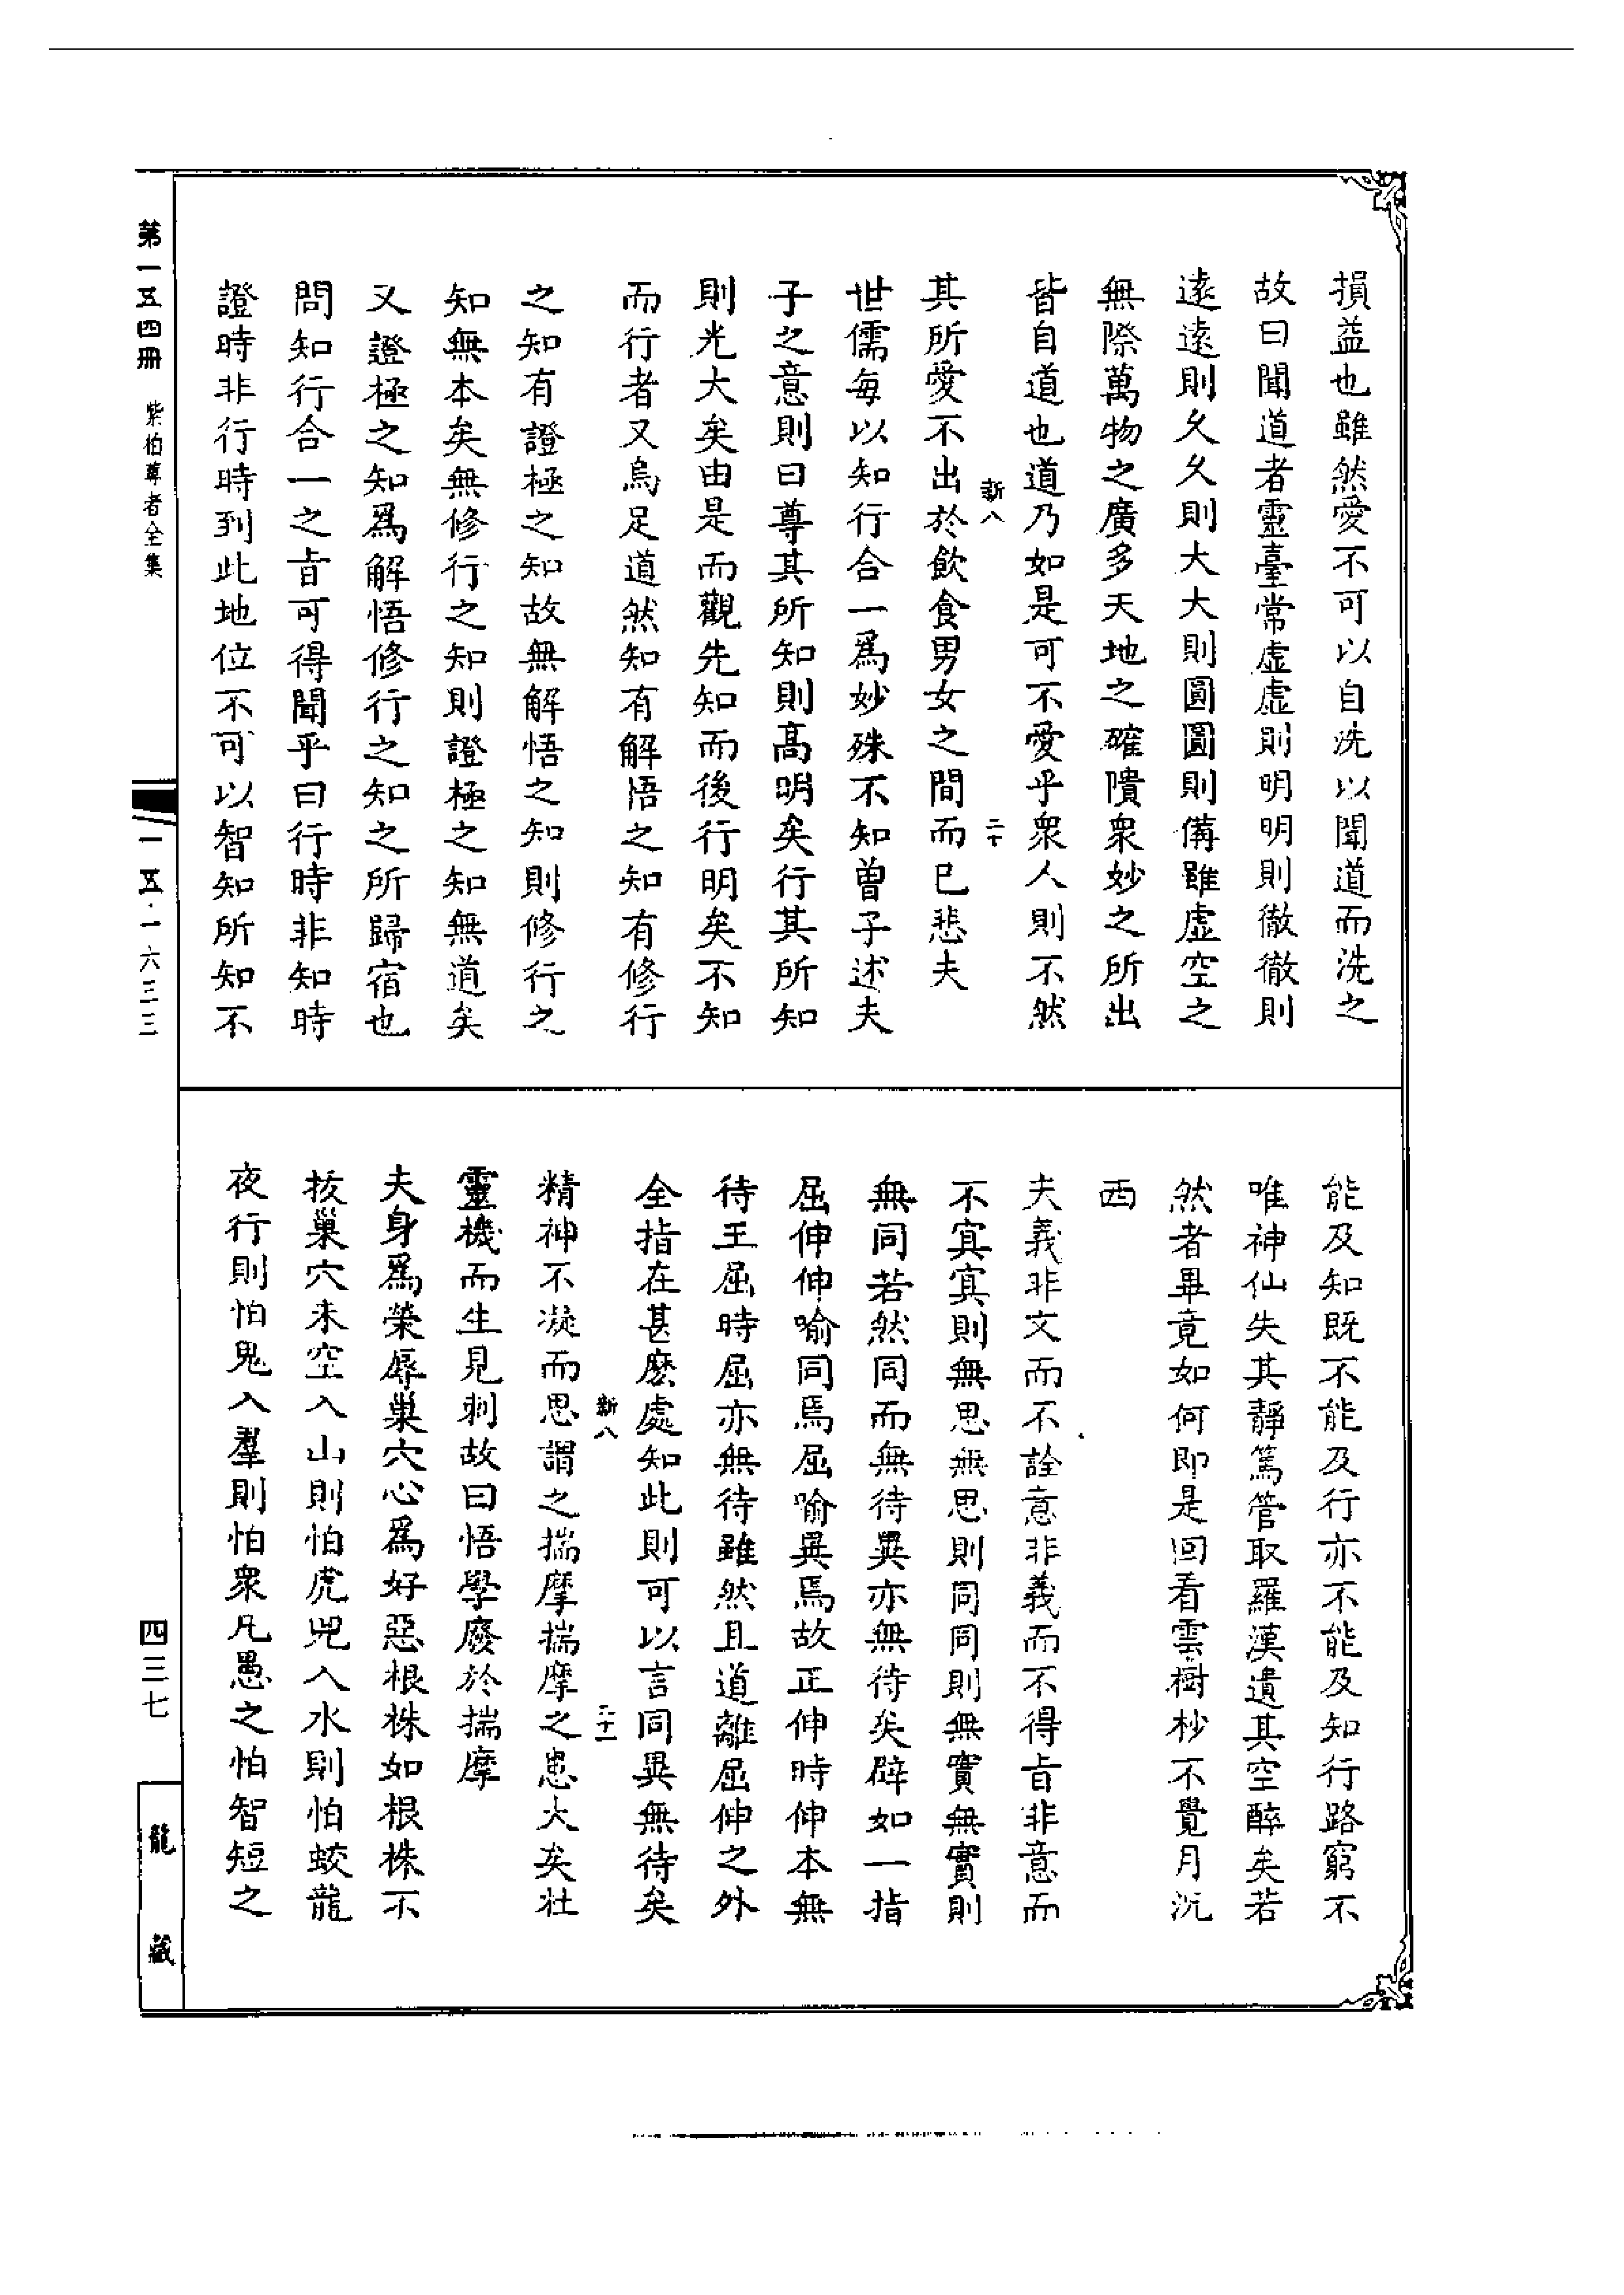 損益也雖然愛不可以自洗以聞道而洗之
故曰聞道者靈臺常虛虛則明明則徹徹則
遠遠則久久則大大則圓圓則備雖虛空之
無際萬物之廣多天地之確隤衆妙之所出
皆自道也道乃如是可不愛乎衆人則不然
新八 二十
其所愛不出於飲食男女之間而已悲夫
世儒每以知行合一為妙殊不知曾子述夫
子之意則曰尊其所知則高明矣行其所知
則光大矣由是而觀先知而後行明矣不知
而行者又烏足道然知有解悟之知有修行
之知有證極之知故無解悟之知則修行之
知無本矣無修行之知則證極之知無道矣
又證極之知爲解悟修行之知之所歸宿也
問知行合一之旨可得聞乎曰行時非知時
證時非行時到此地位不可以智知所知不
能及知既不能及行亦不能及知行路窮不
唯神仙失其靜篤管取羅漢遺其空醉矣若
然者畢竟如何即是回看雲樹杪不覺月沉
西
夫義非文而不詮意非義而不得旨非意而
不寘寘則無思無思則同同則無實無實則
無同若然同而無待異亦無待矣辟如一指
屈伸伸喻同焉屈喻異焉故正伸時伸本無
待王屈時屈亦無待雖然且道離屈伸之外
全指在甚麽處知此則可以言同異無待矣
新八 二十一
精神不凝而思謂之揣摩揣摩之患大矣杜
靈機而生見刺故曰悟學廢於揣摩
夫身爲榮辱巢穴心爲好惡根株如根株不
拔巢穴未空入山則怕虎兕入水則怕蛟龍
夜行則怕鬼入羣則怕衆凡愚之怕智短之
第一五四冊 紫柏尊者全集
一五·一六三三
四三七
龍藏